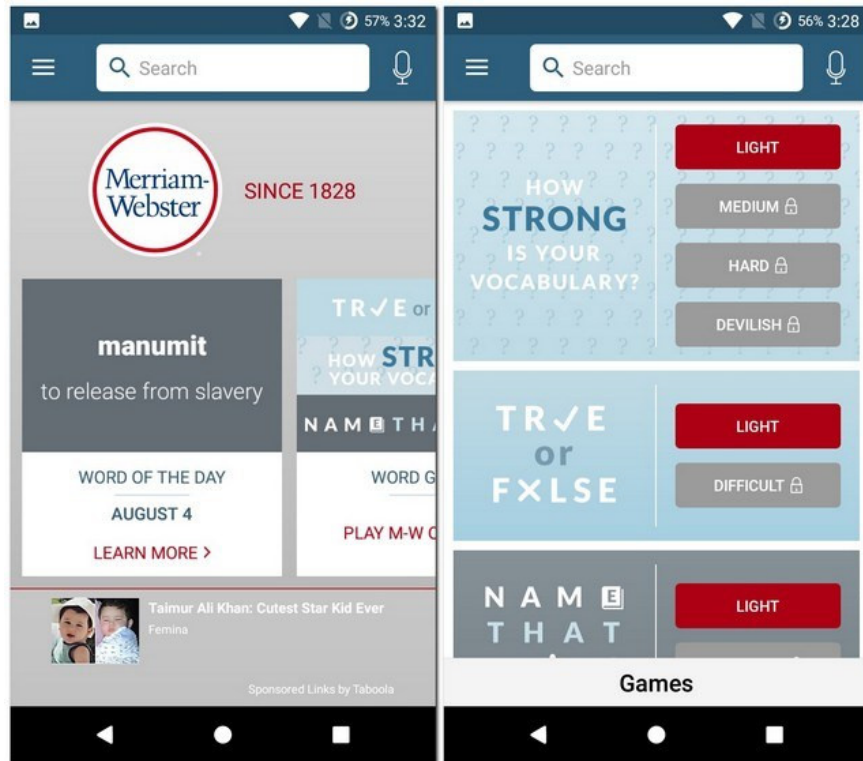 57% 3:32
Search
Merriam-
Webster
SINCE 1828
manumit
to release from slavery
WORD OF THE DAY
AUGUST 4
LEARN MORE >
TR✓E or
HOW STR
YOUR VOCA
NAME TH
WORD G
PLAY M-W
Taimur Ali Khan: Cutest Star Kid Ever
Femina
Sponsored Links by Taboola
56% 3:28
Search
HOW
STRONG
IS YOUR
VOCABULARY?
LIGHT
MEDIUM
HARD
DEVILISH
TR✓E
or
F✕LSE
LIGHT
DIFFICULT
NAME
THAT
LIGHT
Games